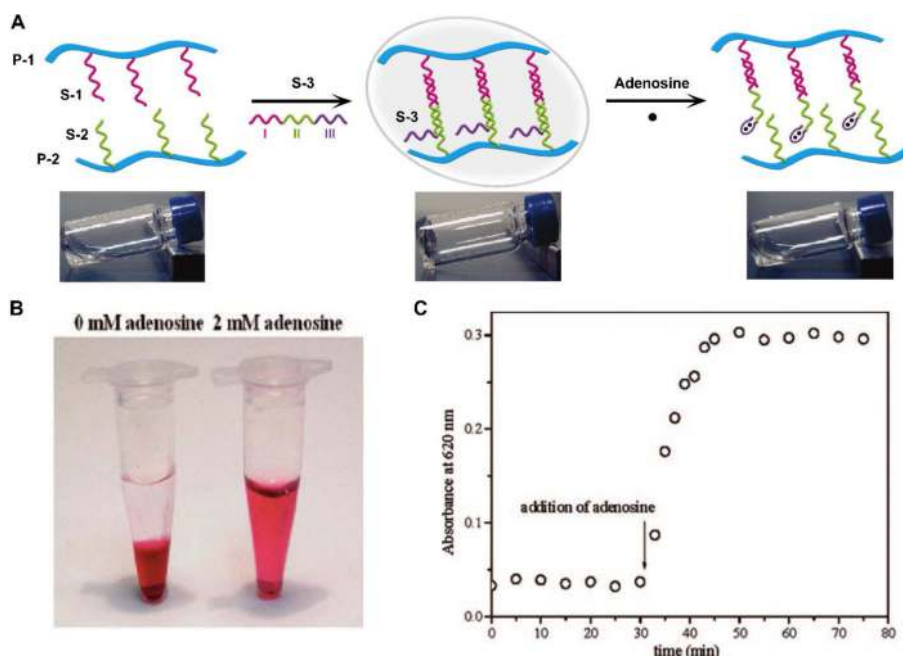 A
P-1
S-1
S-2
P-2
S-3
I II III
S-3
Adenosine
B
0 mM adenosine 2 mM adenosine
C
Absorbance at 620 nm
0.3
0.2
0.1
0.0
addition of adenosine
0 10 20 30 40 50 60 70 80
time (min)